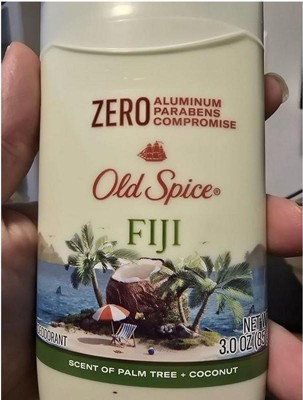 ZERO ALUMINUM
PARABENS
COMPROMISE
Old Spice®
FIJI
NET
3.0 OZ
SCENT OF PALM TREE + COCONUT